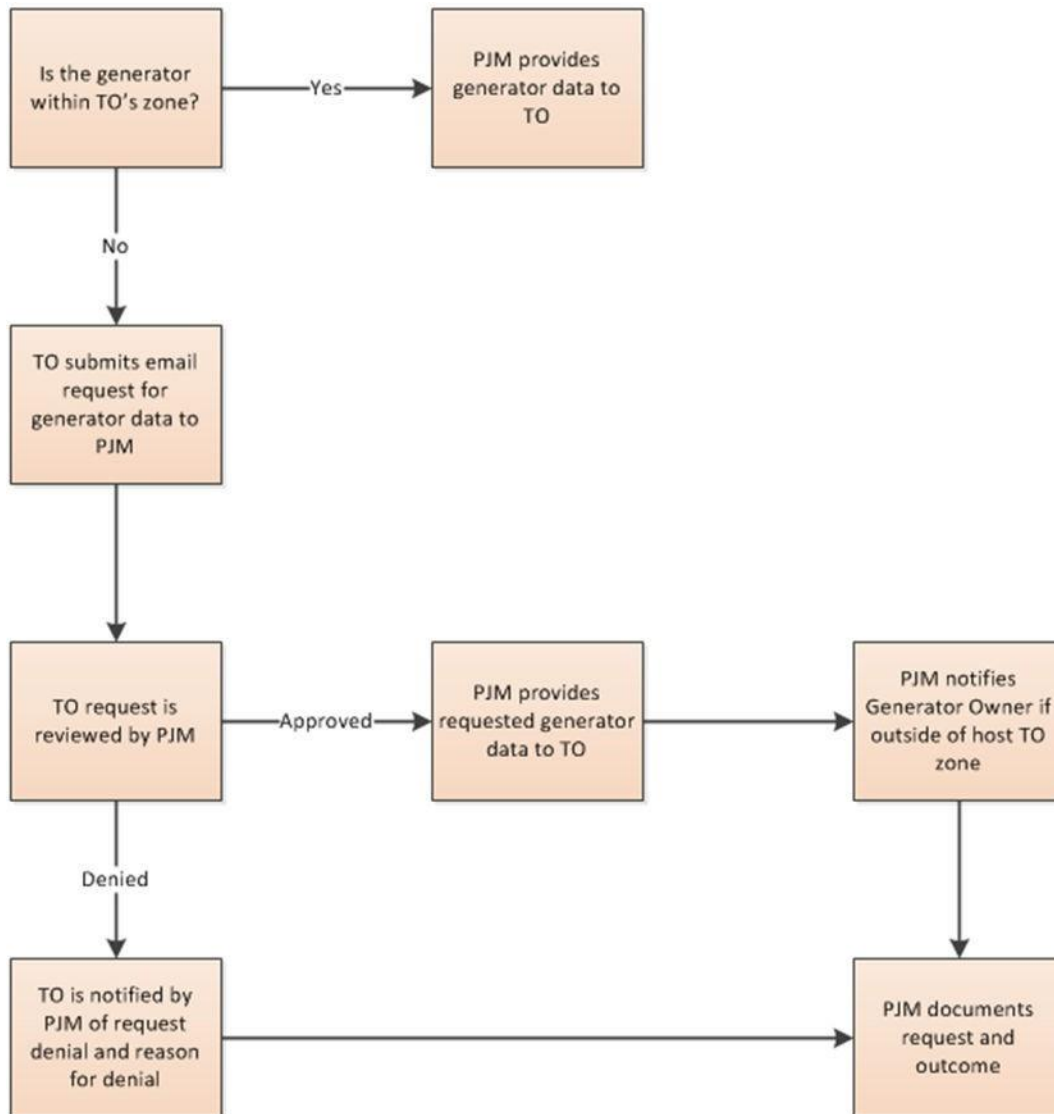 Is the generator
within TO's zone?
Yes
PJM provides
generator data to
TO
No
TO submits email
request for
generator data to
PJM
TO request is
reviewed by PJM
Approved
PJM provides
requested generator
data to TO
PJM notifies
Generator Owner if
outside of host TO
zone
Denied
TO is notified by
PJM of request
denial and reason
for denial
PJM documents
request and
outcome